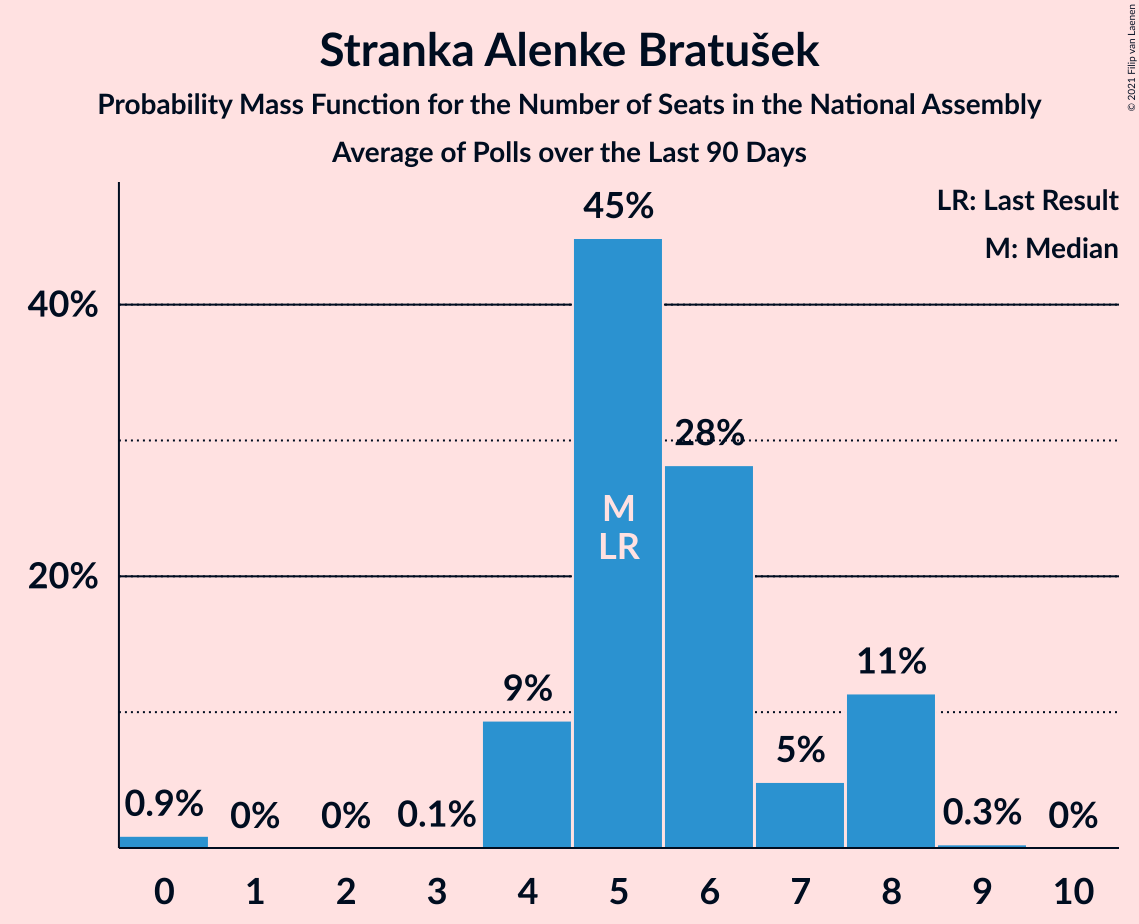 Stranka Alenke Bratušek
Probability Mass Function for the Number of Seats in the National Assembly
Average of Polls over the Last 90 Days
© 2021 Filip van Laenen
LR: Last Result
M: Median
45%
40%
28%
M
LR
20%
11%
9%
5%
0.9%
0%
0%
0.1%
0.3%
0%
0 1 2 3 4 5 6 7 8 9 10